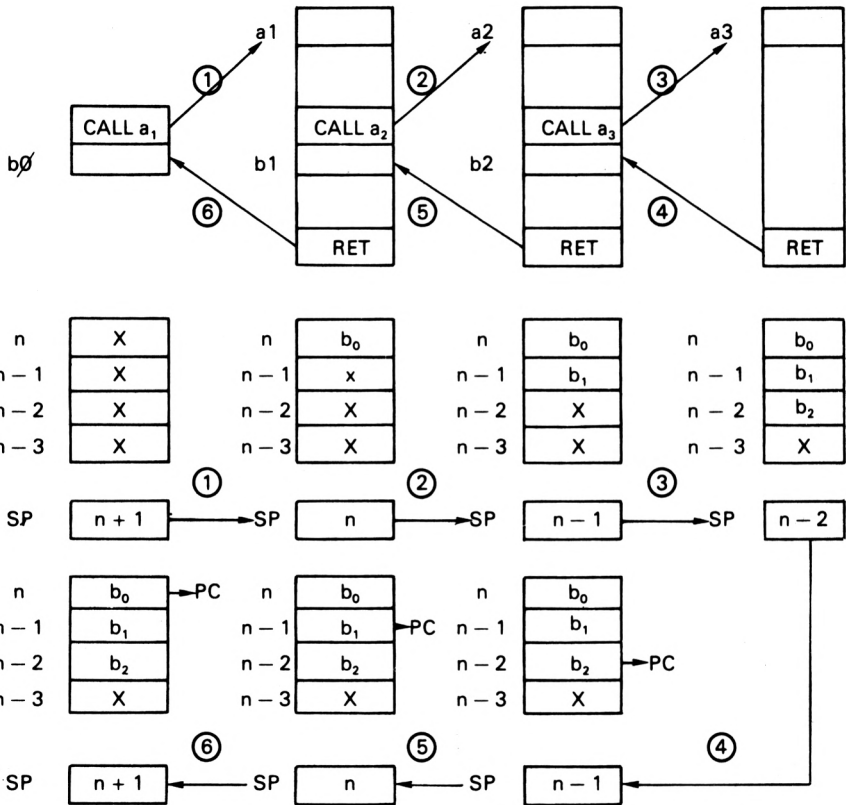 a1 a2 a3
① ② ③
CALL a₁ CALL a₂ CALL a₃
b0̸ b1 b2
⑥ ⑤ ④
RET RET RET
n X n b₀ n b₀ n b₀
n − 1 X n − 1 x n − 1 b₁ n − 1 b₁
n − 2 X n − 2 X n − 2 X n − 2 b₂
n − 3 X n − 3 X n − 3 X n − 3 X
① ② ③
SP n + 1 SP n SP n − 1 SP n − 2
n b₀ PC n b₀ n b₀
n − 1 b₁ n − 1 b₁ PC n − 1 b₁
n − 2 b₂ n − 2 b₂ n − 2 b₂ PC
n − 3 X n − 3 X n − 3 X
⑥ ⑤ ④
SP n + 1 SP n SP n − 1